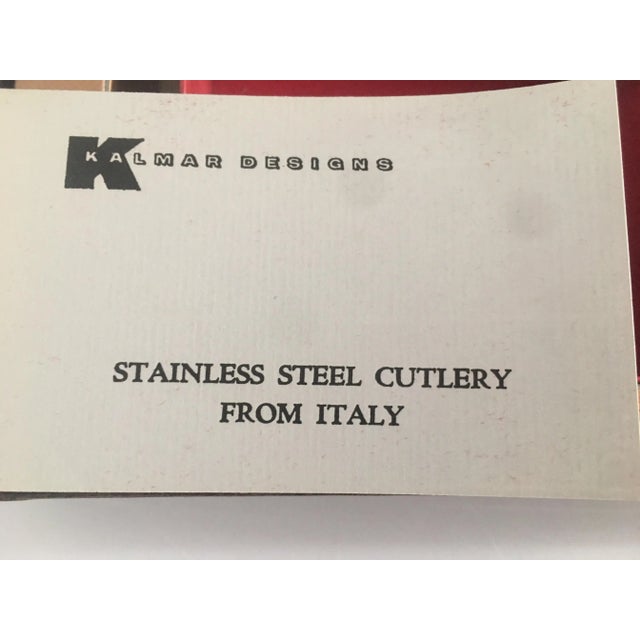 KALMAR DESIGNS
STAINLESS STEEL CUTLERY
FROM ITALY